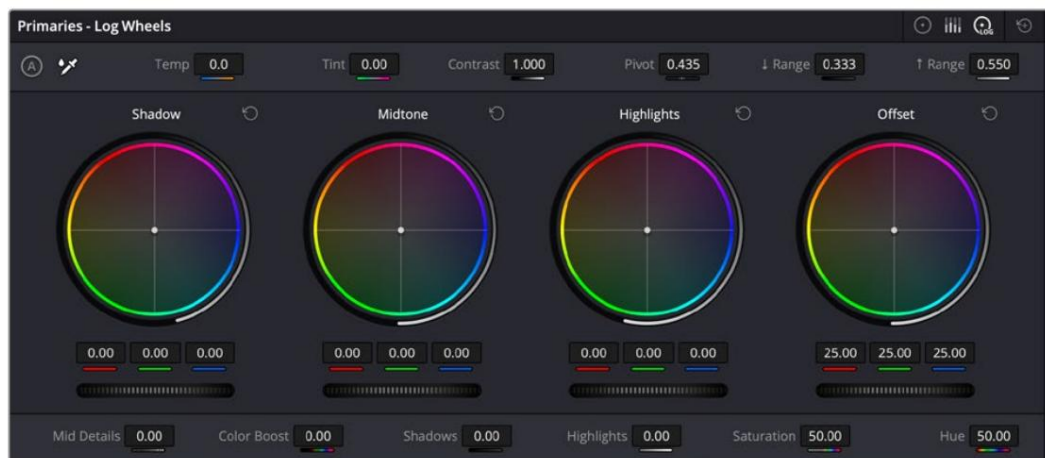 Primaries - Log Wheels LOG
A Temp 0.0 Tint 0.00 Contrast 1.000 Pivot 0.435 ↓ Range 0.333 ↑ Range 0.550
Shadow Midtone Highlights Offset
0.00 0.00 0.00 0.00 0.00 0.00 0.00 0.00 0.00 25.00 25.00 25.00
Mid Details 0.00 Color Boost 0.00 Shadows 0.00 Highlights 0.00 Saturation 50.00 Hue 50.00